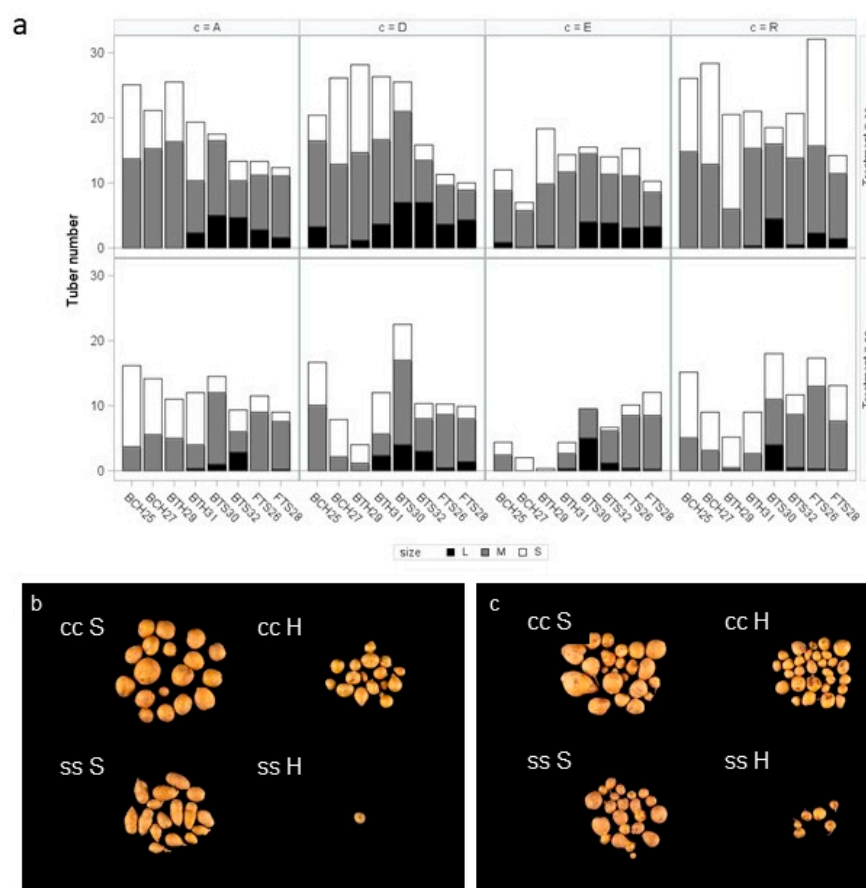 a
c = A c = D c = E c = R
30
20
10
0
Tuber number
30
20
10
0
BCH25 BCH27 BTH29 BTH31 BTS30 BTS32 FTS26 FTS28 BCH25 BCH27 BTH29 BTH31 BTS30 BTS32 FTS26 FTS28 BCH25 BCH27 BTH29 BTH31 BTS30 BTS32 FTS26 FTS28 BCH25 BCH27 BTH29 BTH31 BTS30 BTS32 FTS26 FTS28
size L M S
b
cc S cc H
ss S ss H
c
cc S cc H
ss S ss H